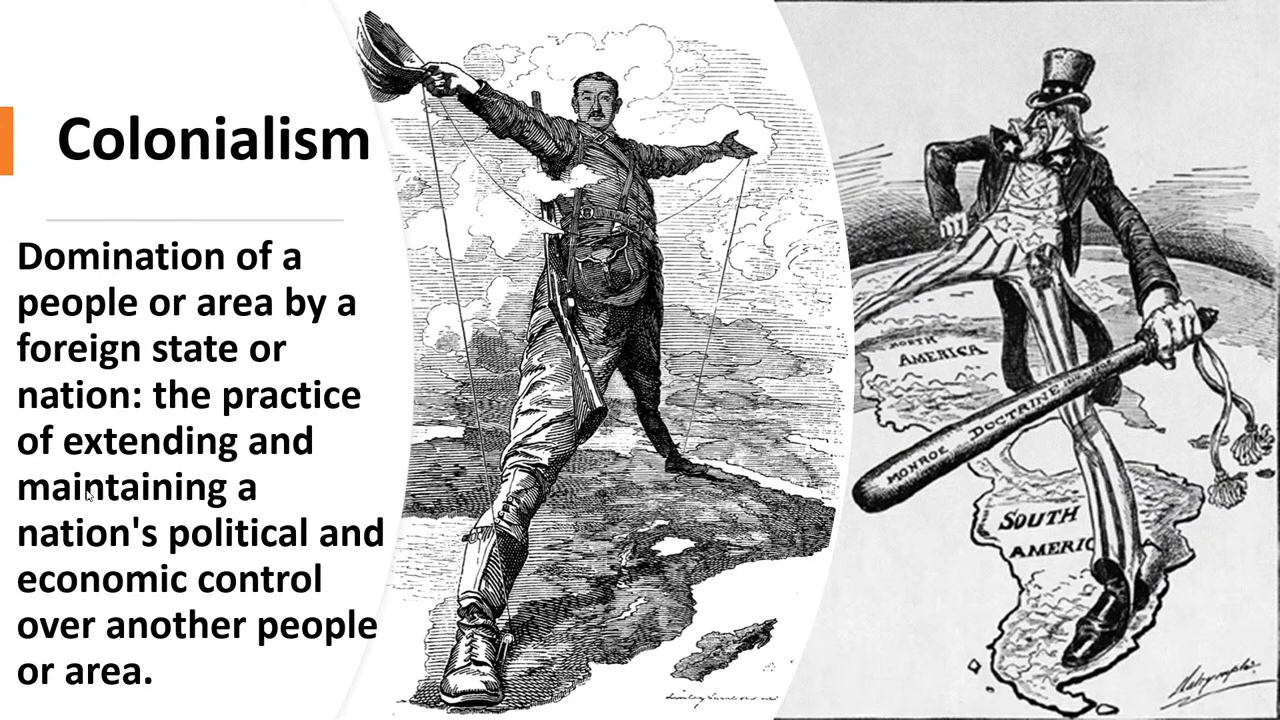 Colonialism
Domination of a
people or area by a
foreign state or
nation: the practice
of extending and
maintaining a
nation's political and
economic control
over another people
or area.
NORTH
AMERICA
MONROE DOCTRINE
SOUTH
AMERIC